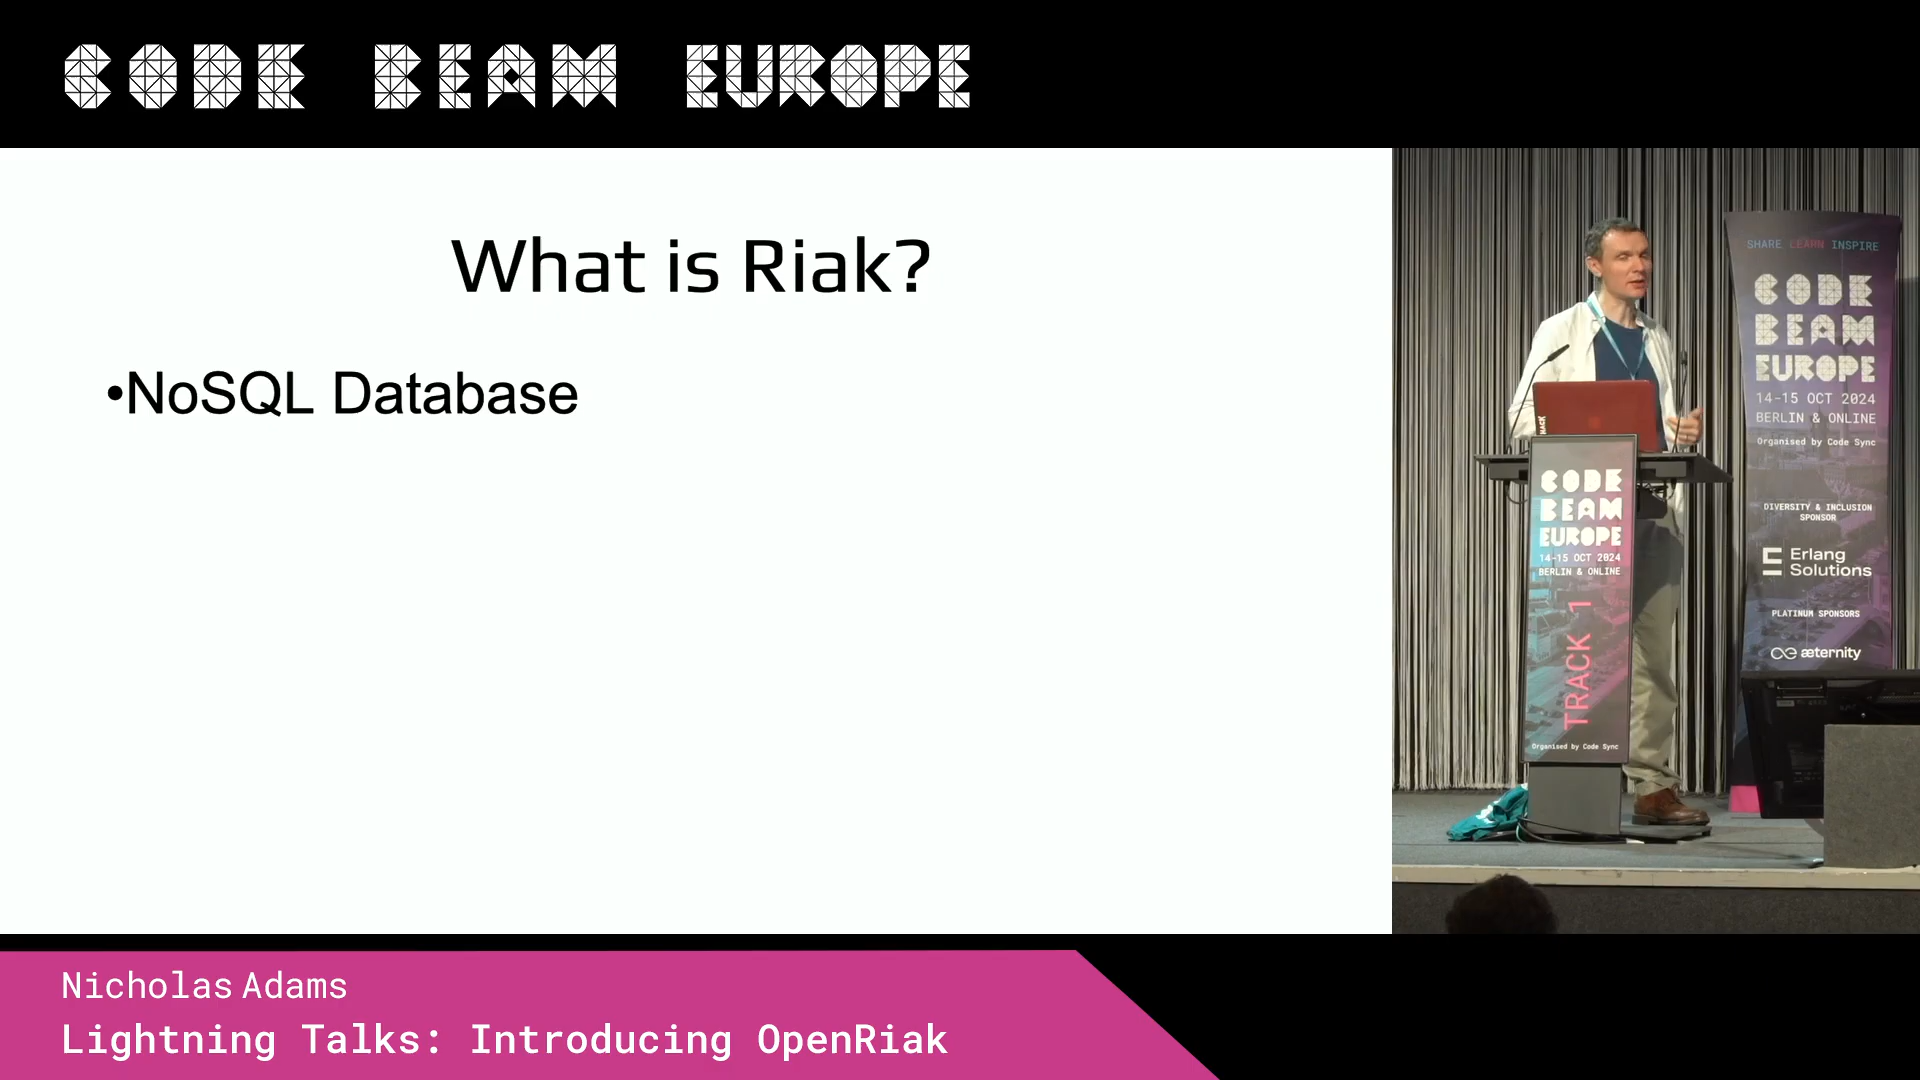 CODE BEAM EUROPE
What is Riak?
•NoSQL Database
SHARE LEARN INSPIRE
CODE
BEAM
EUROPE
14-15 OCT 2024
BERLIN & ONLINE
Organised by Code Sync
DIVERSITY & INCLUSION
SPONSOR
Erlang
Solutions
PLATINUM SPONSORS
æternity
HACK
CODE
BEAM
EUROPE
14-15 OCT 2024
BERLIN & ONLINE
TRACK 1
Organised by Code Sync
Nicholas Adams
Lightning Talks: Introducing OpenRiak